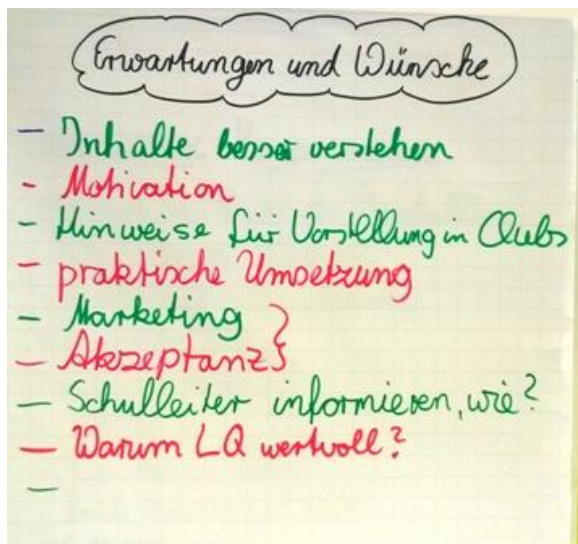 Erwartungen und Wünsche
- Inhalte besser verstehen
- Motivation
- Hinweise für Vorstellung in Clubs
- praktische Umsetzung
- Marketing }
- Akzeptanz }
- Schulleiter informieren, wie?
- Warum LQ wertvoll?
-